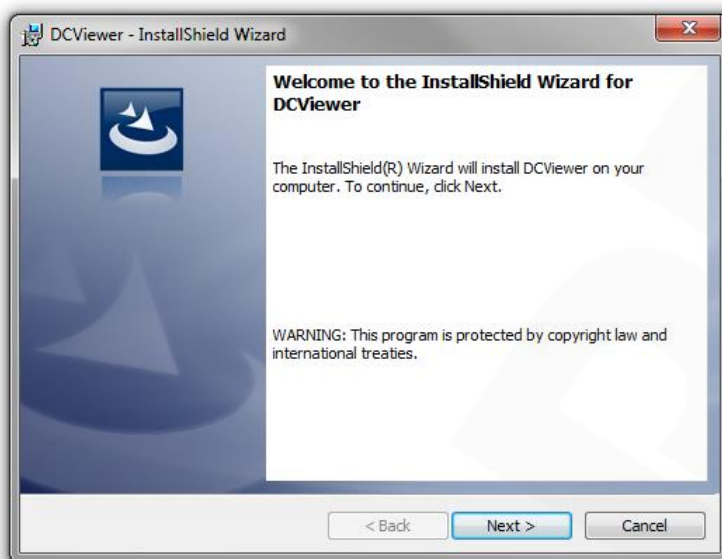 DCViewer - InstallShield Wizard
Welcome to the InstallShield Wizard for
DCViewer
The InstallShield(R) Wizard will install DCViewer on your
computer. To continue, click Next.
WARNING: This program is protected by copyright law and
international treaties.
< Back
Next >
Cancel